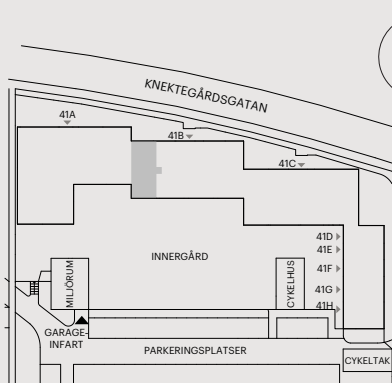 KNEKTEGÅRDSGATAN
41A
41B
41C
41D
41E
INNERGÅRD
41F
MILJÖRUM
CYKELHUS
41G
41H
GARAGE-
INFART
PARKERINGSPLATSER
CYKELTAK